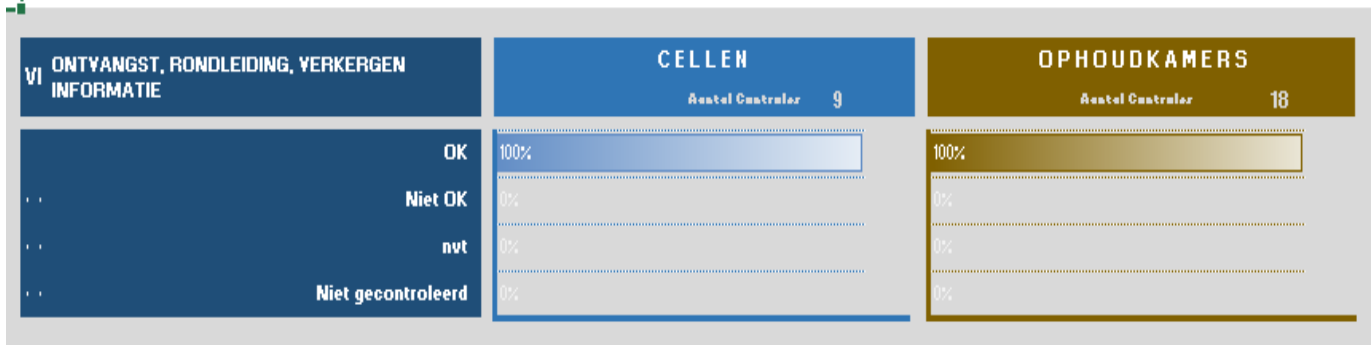 VI ONTVANGST, RONDLEIDING, VERKERGEN
INFORMATIE
CELLEN
Aantal Controles 9
OPHOUDKAMERS
Aantal Controles 18
OK 100% 100%
Niet OK 0% 0%
nvt 0% 0%
Niet gecontroleerd 0% 0%